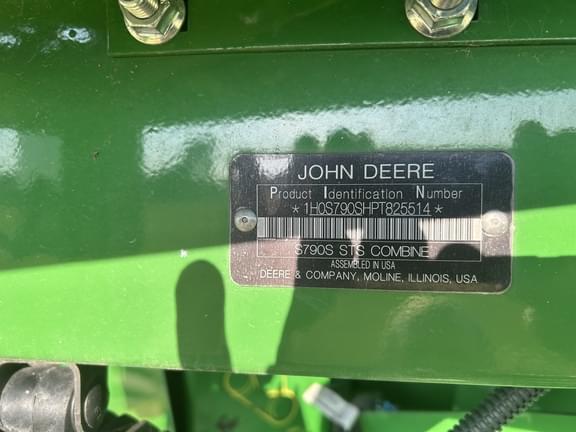 JOHN DEERE
Product Identification Number
*1H0S790SHPT825514*
S790S STS COMBINE
ASSEMBLED IN USA
DEERE & COMPANY, MOLINE, ILLINOIS, USA